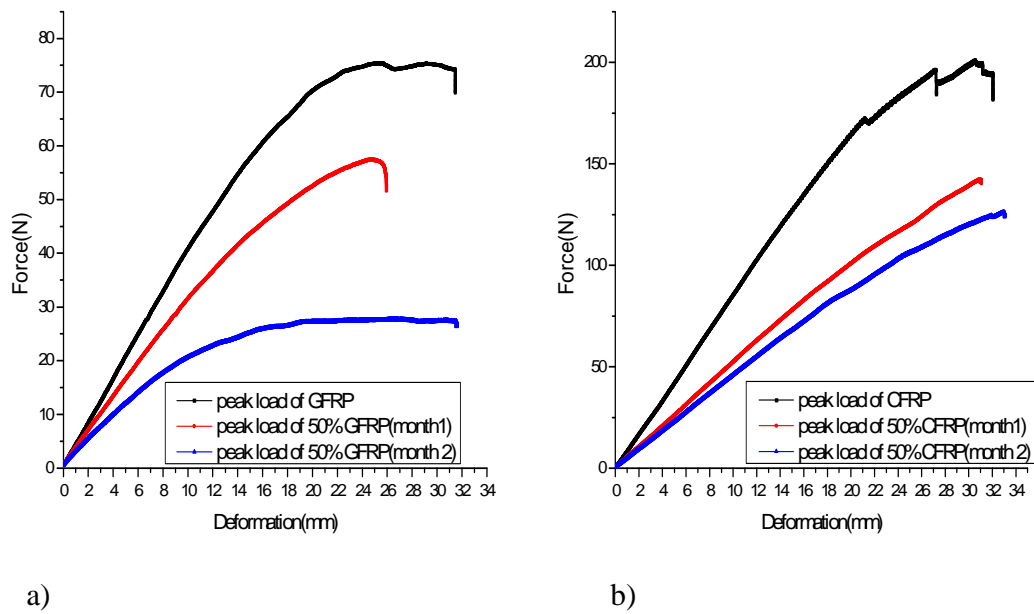 80
70
60
50
40
30
20
10
0
Force(N)
0 2 4 6 8 10 12 14 16 18 20 22 24 26 28 30 32 34
Deformation(mm)
peak load of GFRP
peak load of 50%GFRP(month1)
peak load of 50%GFRP(month 2)
a)
200
150
100
50
0
Force(N)
0 2 4 6 8 10 12 14 16 18 20 22 24 26 28 30 32 34
Deformation(mm)
peak load of CFRP
peak load of 50%CFRP(month1)
peak load of 50%CFRP(month 2)
b)